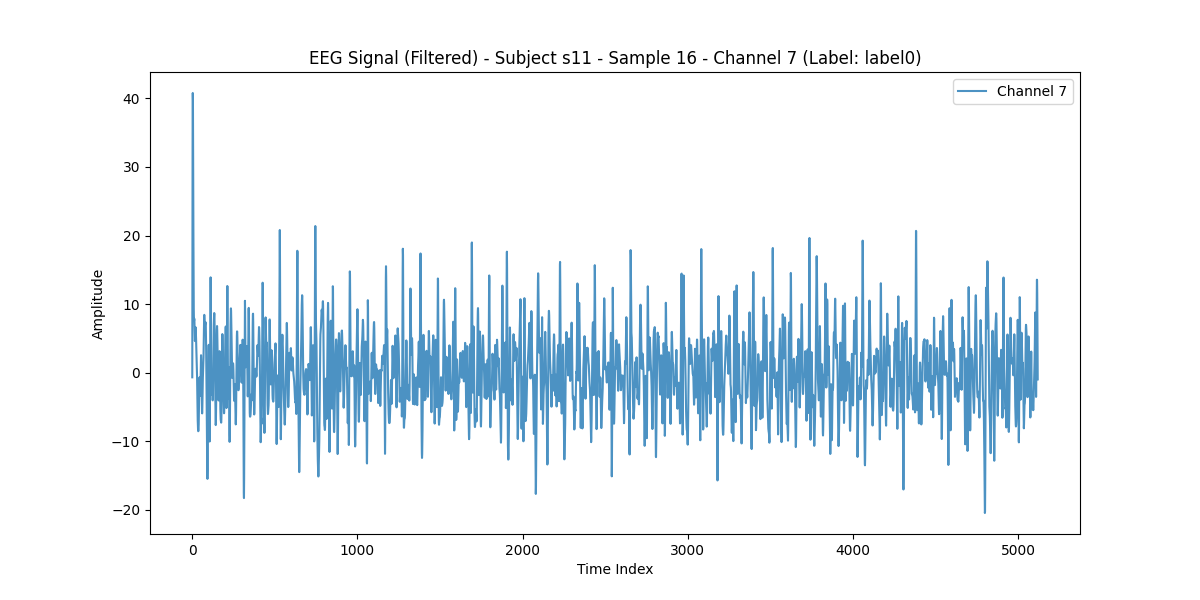 EEG Signal (Filtered) - Subject s11 - Sample 16 - Channel 7 (Label: label0)
Channel 7
40
30
20
10
0
−10
−20
Amplitude
0 1000 2000 3000 4000 5000
Time Index